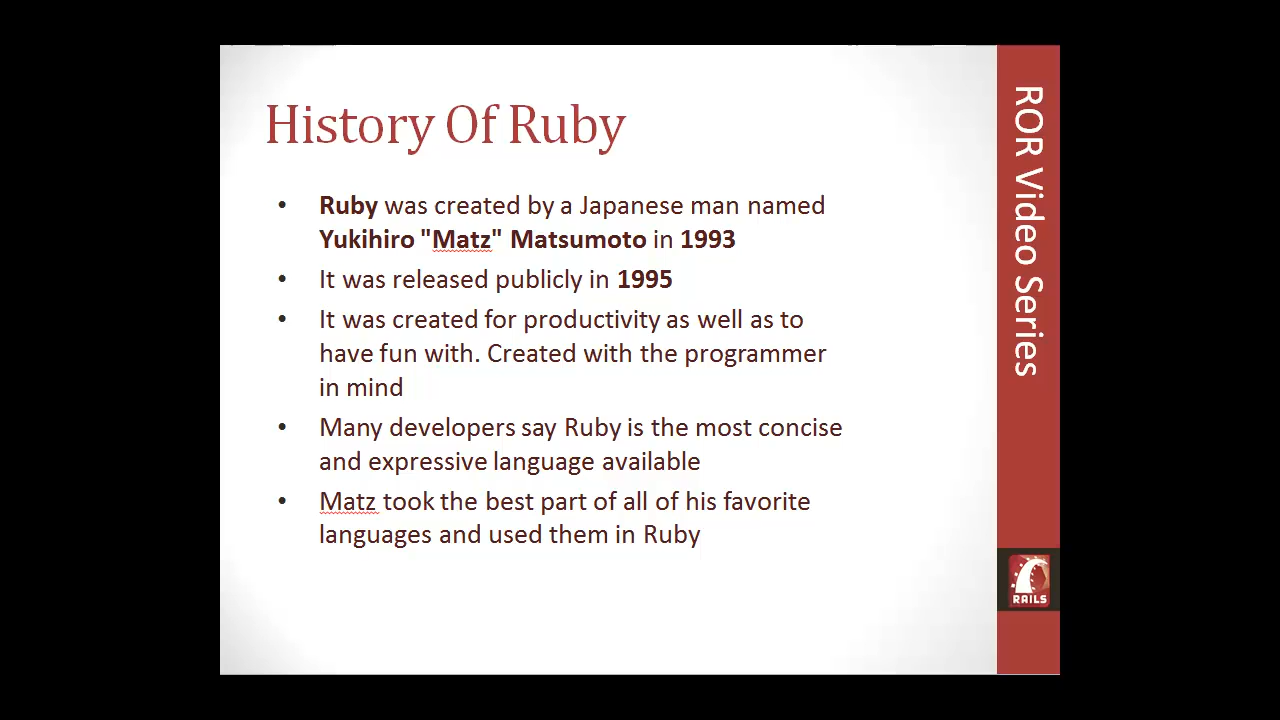 History Of Ruby
• Ruby was created by a Japanese man named
Yukihiro "Matz" Matsumoto in 1993
• It was released publicly in 1995
• It was created for productivity as well as to
have fun with. Created with the programmer
in mind
• Many developers say Ruby is the most concise
and expressive language available
• Matz took the best part of all of his favorite
languages and used them in Ruby
ROR Video Series
RAILS